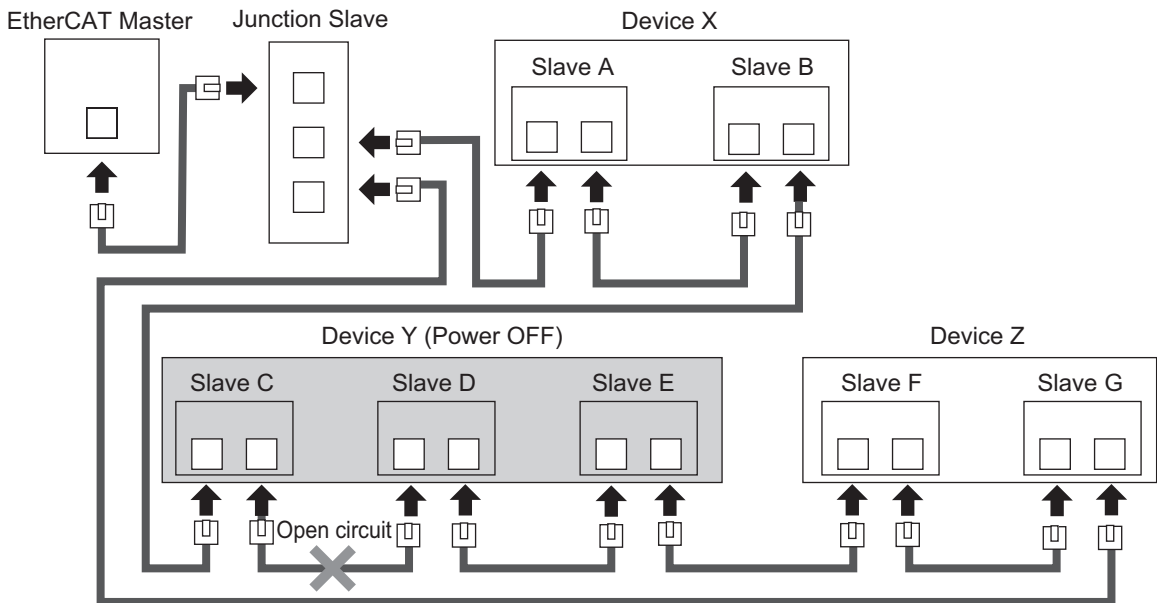 EtherCAT Master
Junction Slave
Device X
Slave A
Slave B
Device Y (Power OFF)
Device Z
Slave C
Slave D
Slave E
Slave F
Slave G
Open circuit